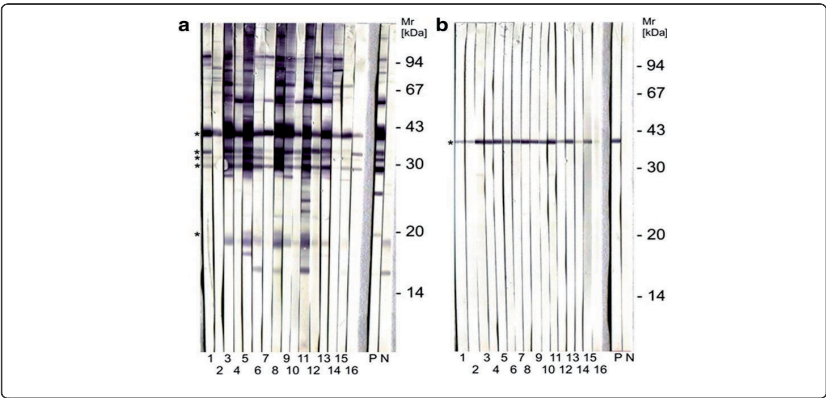 a
Mr
[kDa]
- 94
- 67
* - 43
*
*
* - 30
* - 20
- 14
1 3 5 7 9 11 13 15 P N
2 4 6 8 10 12 14 16
b
Mr
[kDa]
- 94
- 67
- 43
*
- 30
- 20
- 14
1 3 5 7 9 11 13 15 P N
2 4 6 8 10 12 14 16